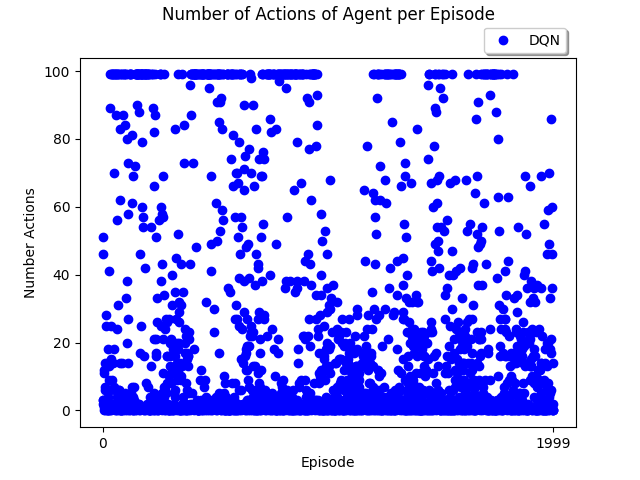 Number of Actions of Agent per Episode
DQN
100
80
60
40
20
0
Number Actions
0
1999
Episode